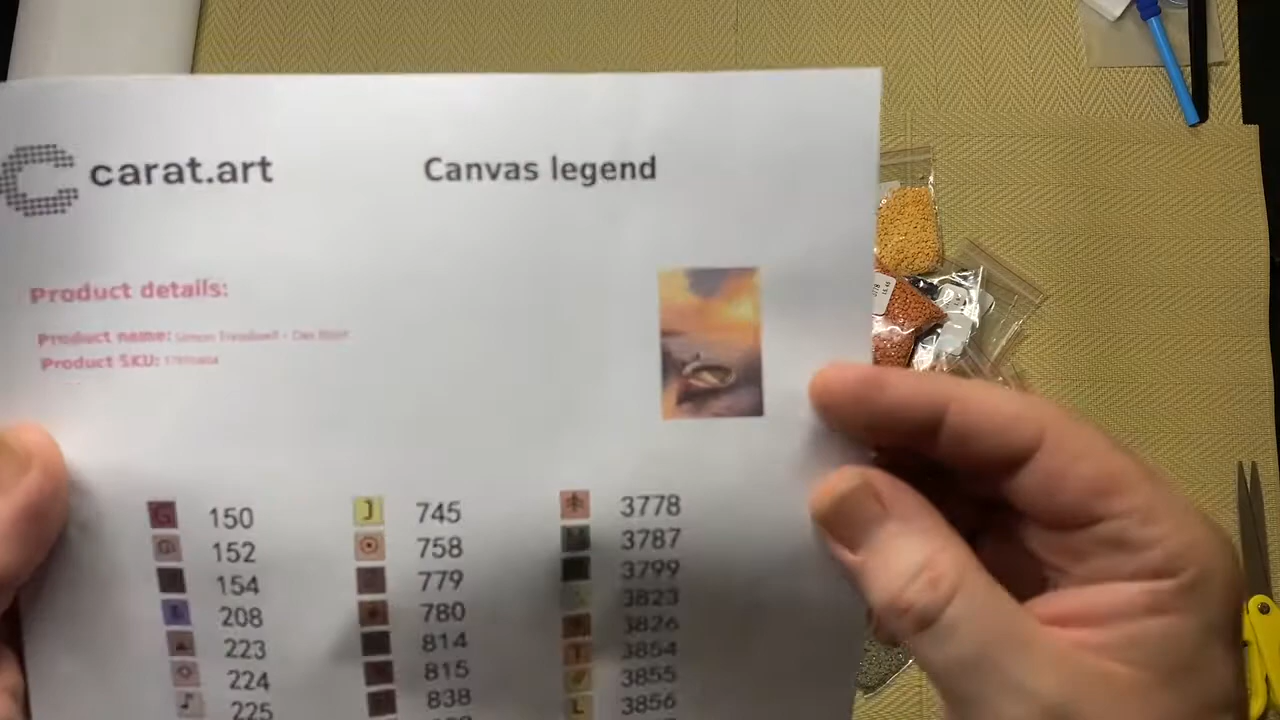 carat.art
Canvas legend
Product details:
Product name:
Product SKU:
G 150
745
3778
152
758
3787
154
779
3799
208
780
3823
223
814
3826
224
815
T 3854
225
838
3855
L 3856